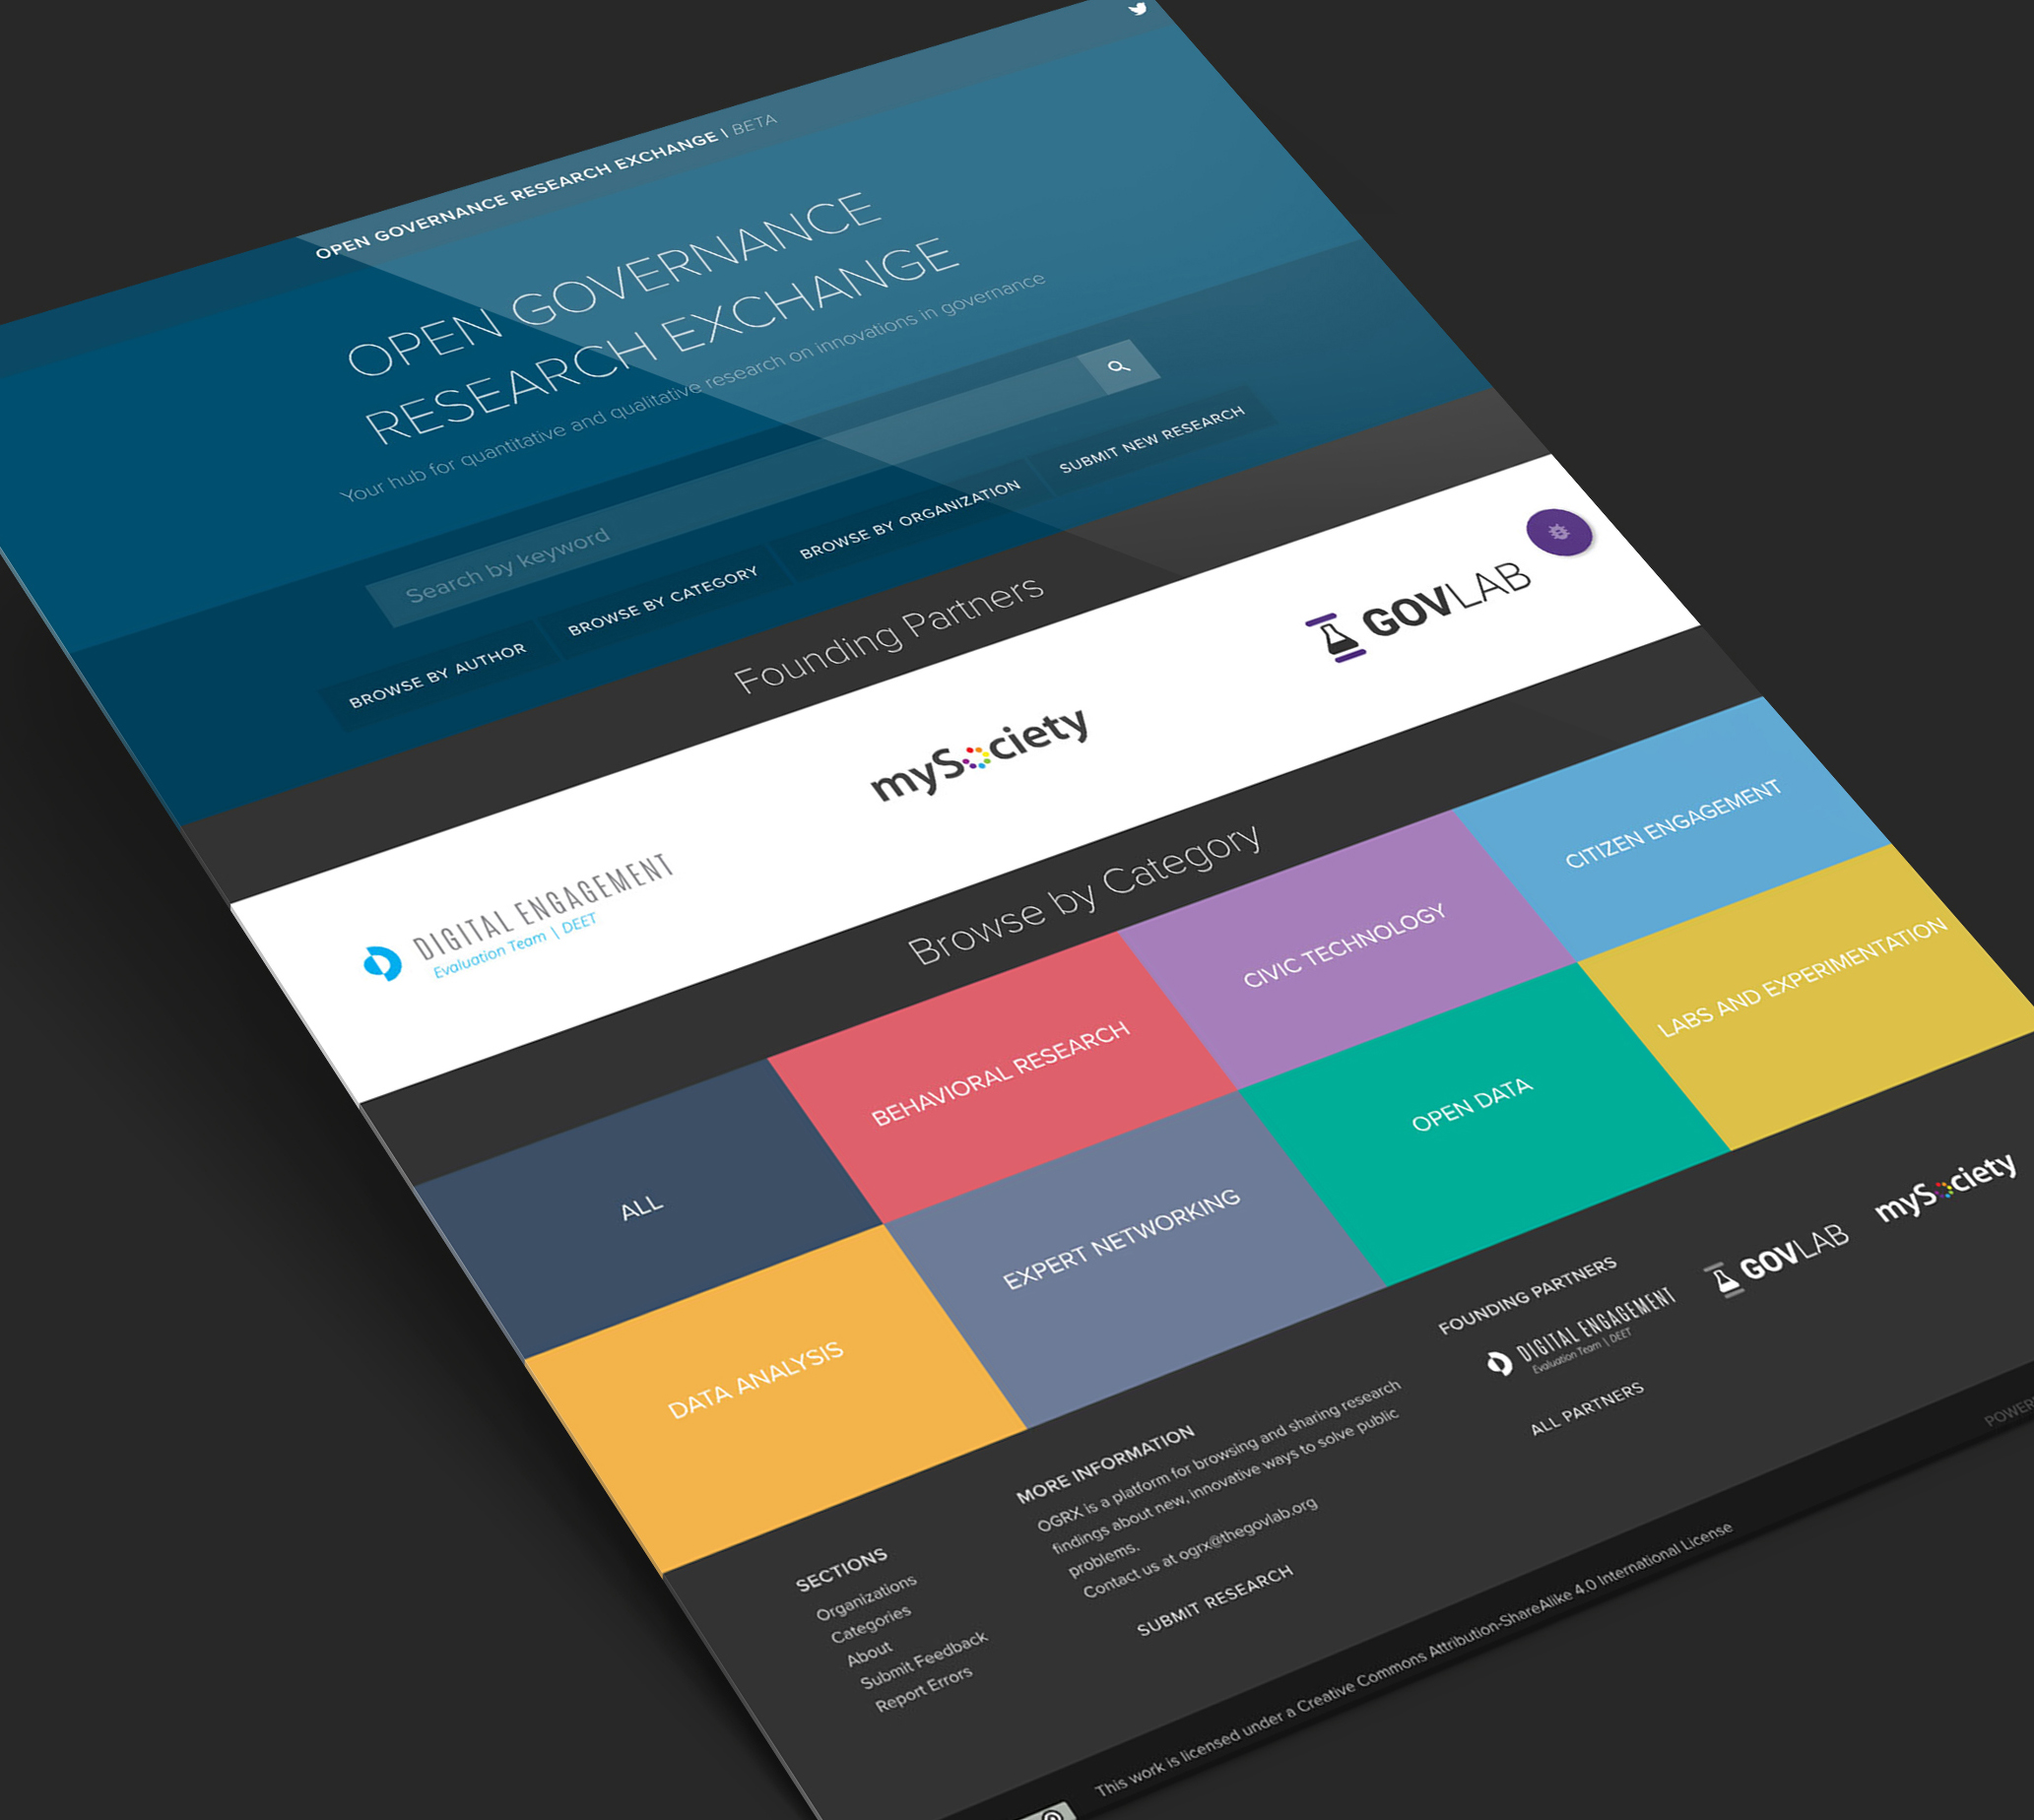 OPEN GOVERNANCE RESEARCH EXCHANGE | BETA
OPEN GOVERNANCE
RESEARCH EXCHANGE
Your hub for quantitative and qualitative research on innovations in governance
Search by keyword
BROWSE BY AUTHOR
BROWSE BY CATEGORY
BROWSE BY ORGANIZATION
SUBMIT NEW RESEARCH
Founding Partners
DIGITAL ENGAGEMENT
Evaluation Team | DEET
mySociety
GOVLAB
Browse by Category
ALL
BEHAVIORAL RESEARCH
CIVIC TECHNOLOGY
CITIZEN ENGAGEMENT
DATA ANALYSIS
EXPERT NETWORKING
OPEN DATA
LABS AND EXPERIMENTATION
SECTIONS
Organizations
Categories
About
Submit Feedback
Report Errors
MORE INFORMATION
OGRX is a platform for browsing and sharing research
findings about new, innovative ways to solve public
problems.
Contact us at ogrx@thegovlab.org
SUBMIT RESEARCH
FOUNDING PARTNERS
DIGITAL ENGAGEMENT
Evaluation Team | DEET
GOVLAB
mySociety
ALL PARTNERS
This work is licensed under a Creative Commons Attribution-ShareAlike 4.0 International License